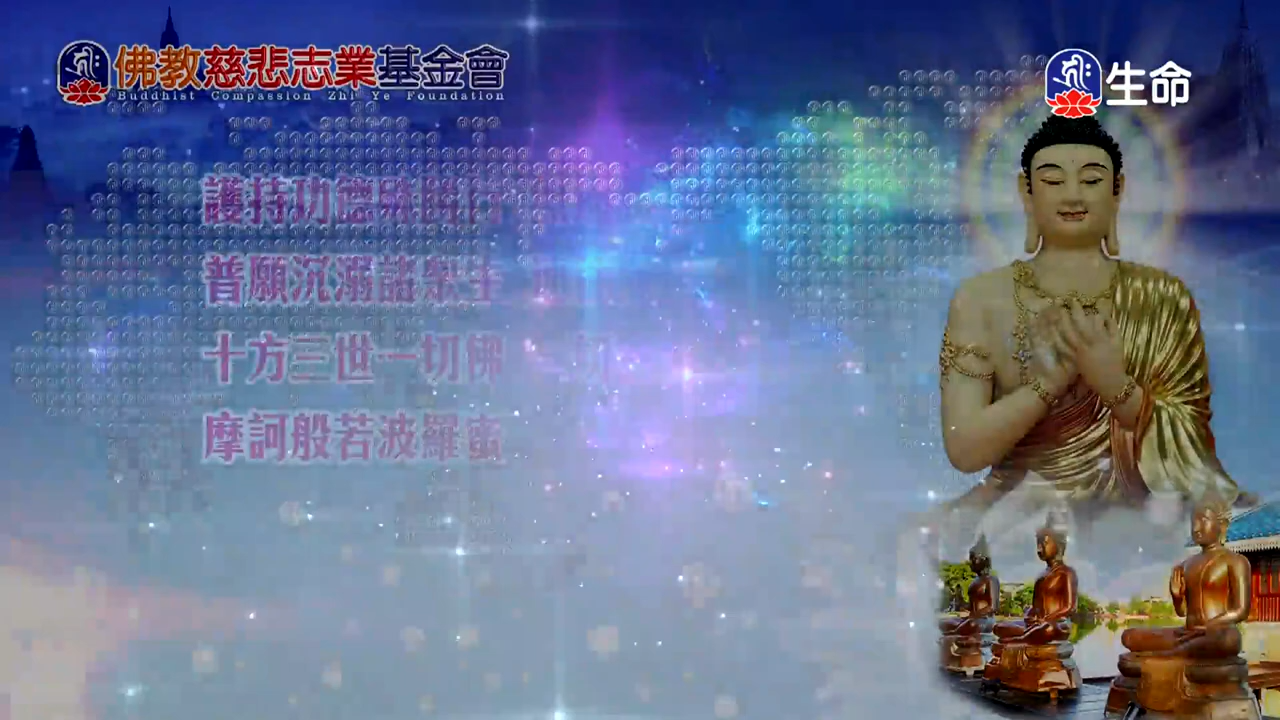 佛教慈悲志業基金會
Buddhist Compassion Zhi Ye Foundation
生命
護持功德殊勝行
普願沉溺諸眾生
十方三世一切佛
摩訶般若波羅蜜